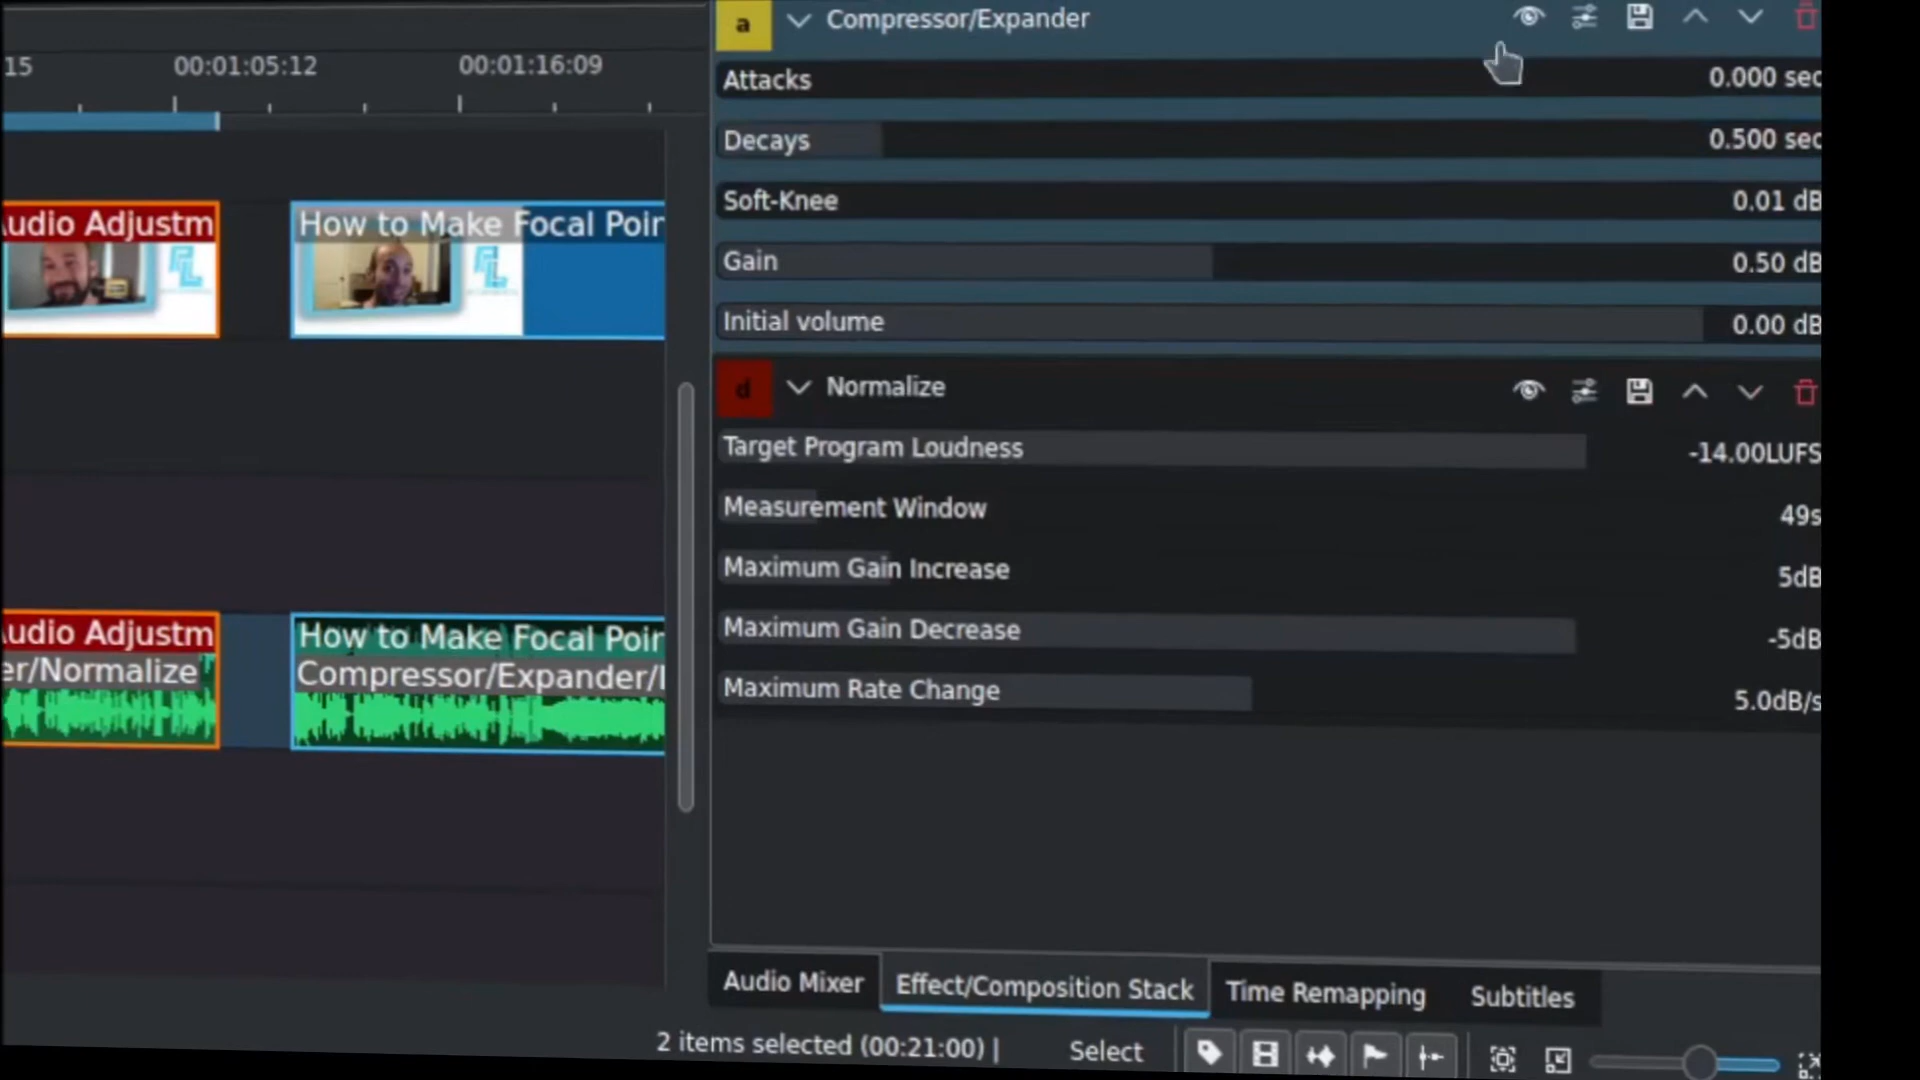 15 00:01:05:12 00:01:16:09
udio Adjustm
How to Make Focal Poin
udio Adjustm
er/Normalize
How to Make Focal Poin
Compressor/Expander/
a Compressor/Expander
Attacks 0.000 sec
Decays 0.500 sec
Soft-Knee 0.01 dB
Gain 0.50 dB
Initial volume 0.00 dB
d Normalize
Target Program Loudness -14.00LUFS
Measurement Window 49s
Maximum Gain Increase 5dB
Maximum Gain Decrease -5dB
Maximum Rate Change 5.0dB/s
Audio Mixer Effect/Composition Stack Time Remapping Subtitles
2 items selected (00:21:00) | Select